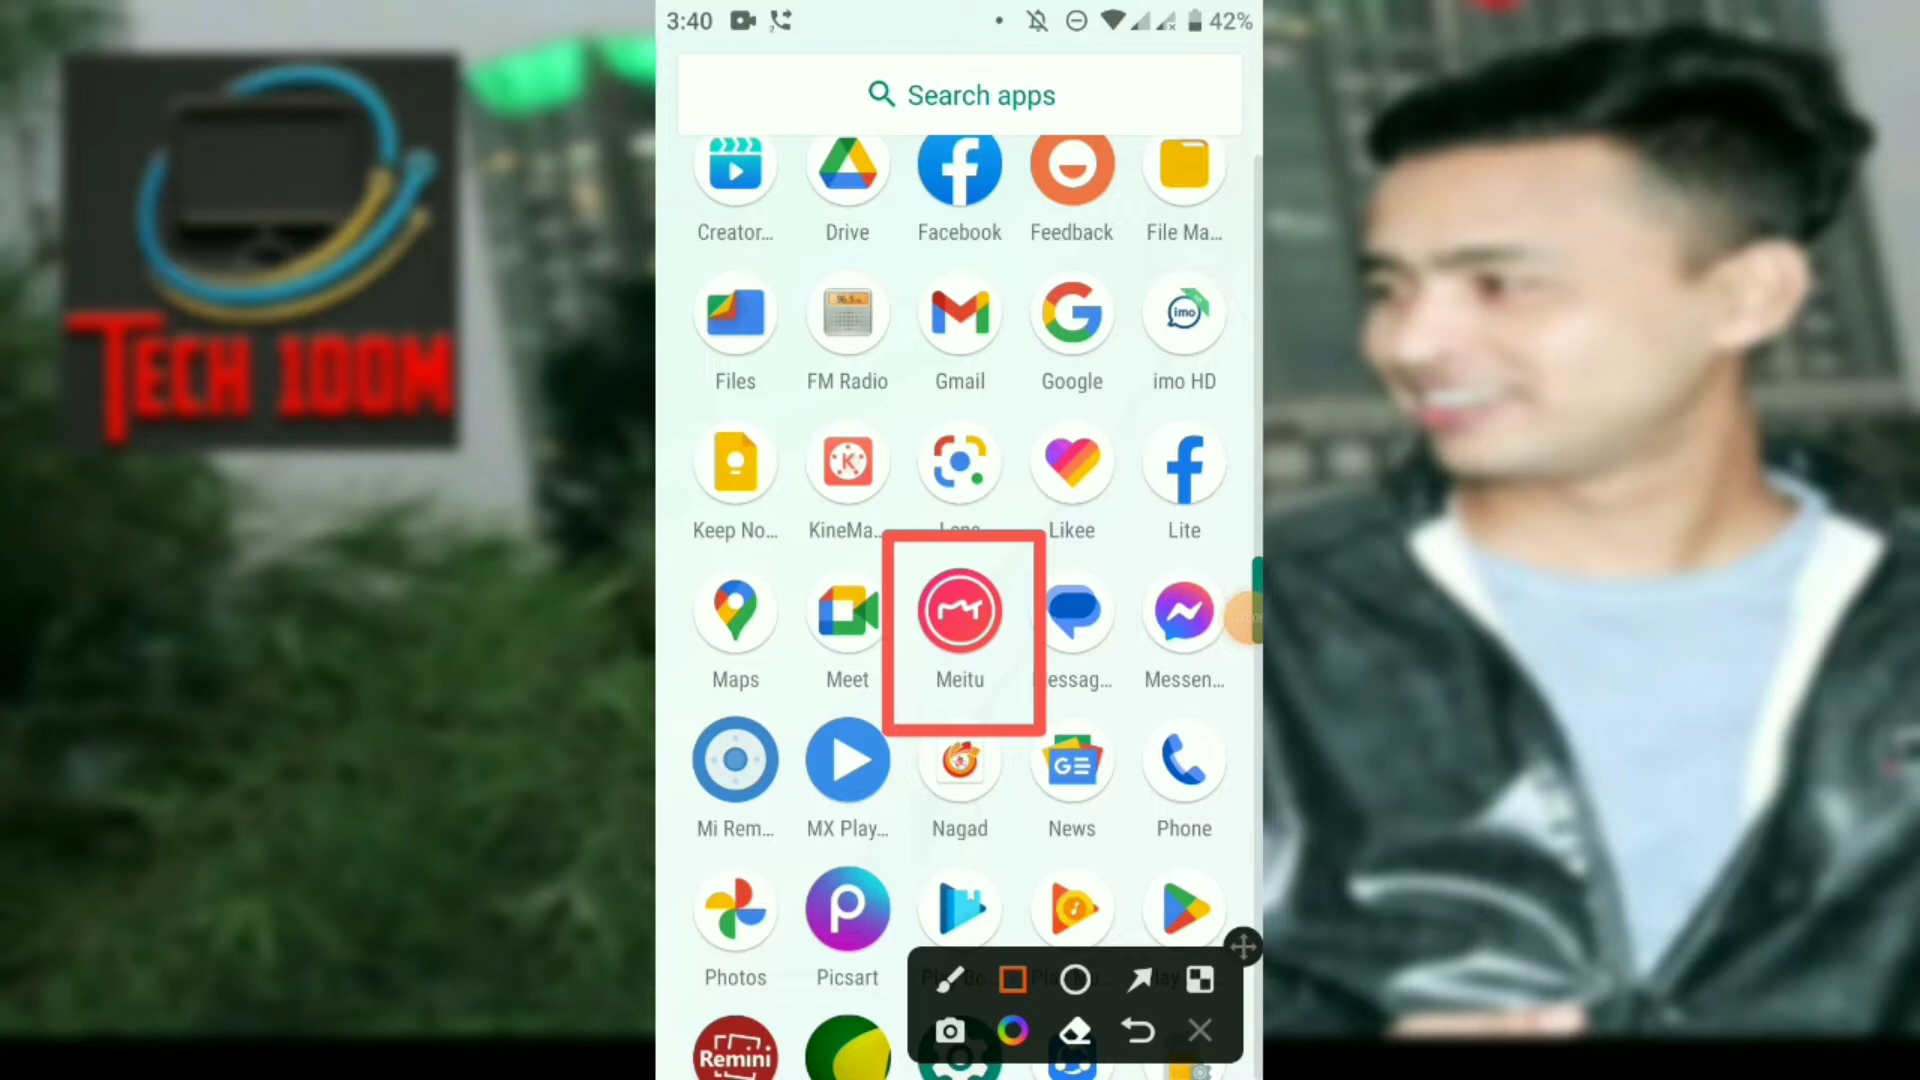 3:40
42%
Search apps
TECH 100M
Creator...
Drive
Facebook
Feedback
File Ma...
Files
FM Radio
Gmail
Google
imo HD
imo
Keep No...
KineMa...
Lens
Likee
Lite
Maps
Meet
Meitu
essag...
Messen...
Mi Rem...
MX Play...
Nagad
GE
News
Phone
Photos
Picsart
Remini